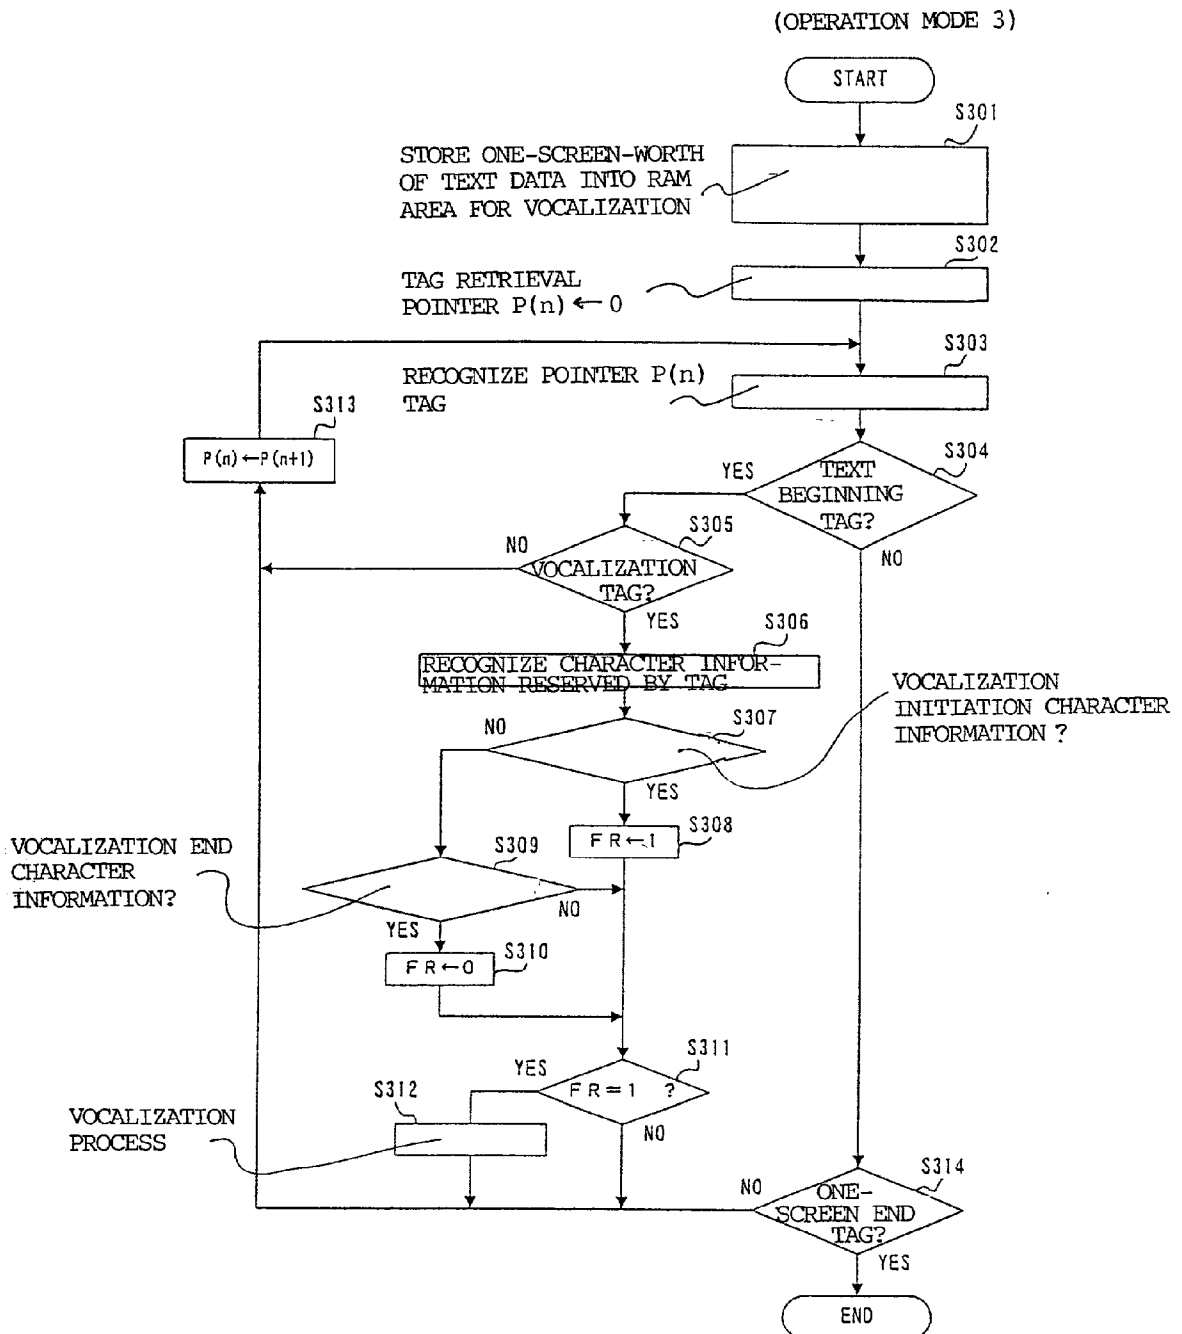 (OPERATION MODE 3)
START
S301
STORE ONE-SCREEN-WORTH
OF TEXT DATA INTO RAM
AREA FOR VOCALIZATION
S302
TAG RETRIEVAL
POINTER P(n) ← 0
S303
RECOGNIZE POINTER P(n)
TAG
S313
P(n)←P(n+1)
S304
YES
TEXT
BEGINNING
TAG?
NO
S305
NO
VOCALIZATION
TAG?
YES
S306
RECOGNIZE CHARACTER INFOR-
MATION RESERVED BY TAG
VOCALIZATION
INITIATION CHARACTER
INFORMATION ?
S307
NO
YES
S308
FR←1
VOCALIZATION END
CHARACTER
INFORMATION?
S309
NO
YES
S310
FR←0
S311
YES
FR=1 ?
NO
S312
VOCALIZATION
PROCESS
S314
NO
ONE-
SCREEN END
TAG?
YES
END